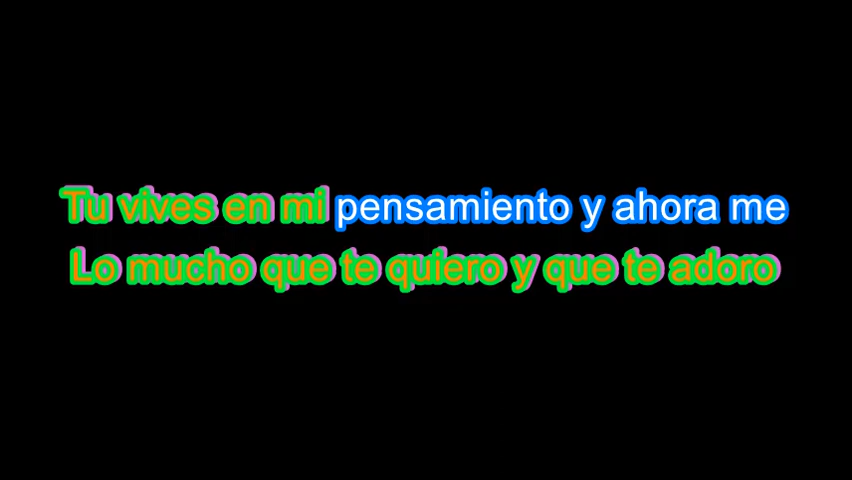 Tu vives en mi pensamiento y ahora me
Lo mucho que te quiero y que te adoro